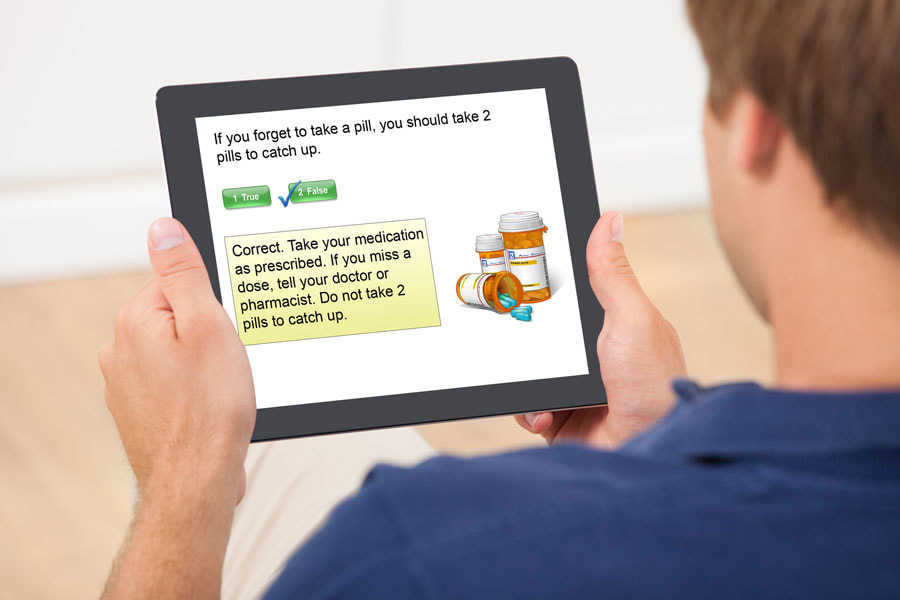 If you forget to take a pill, you should take 2
pills to catch up.
1 True
2 False
Correct. Take your medication
as prescribed. If you miss a
dose, tell your doctor or
pharmacist. Do not take 2
pills to catch up.